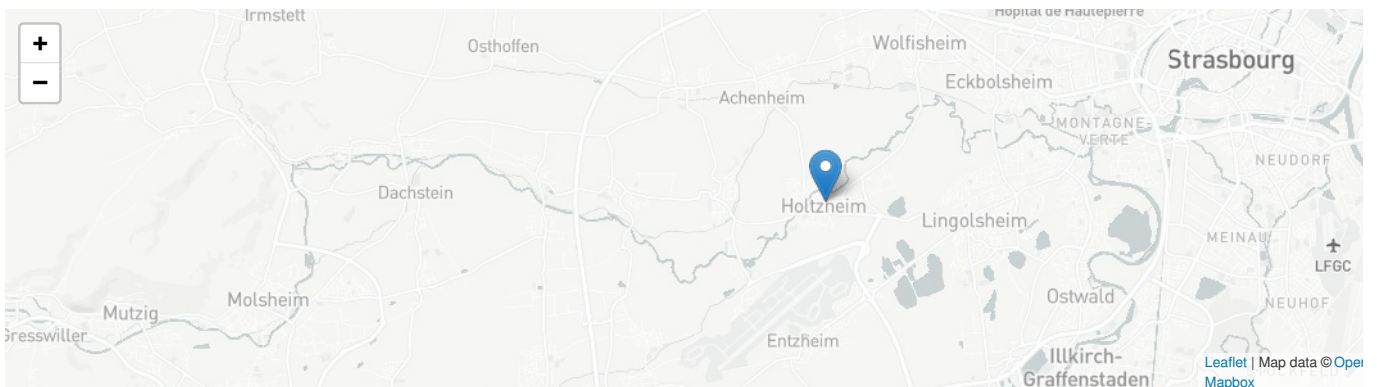 Irmstett
Hôpital de Hautepierre
+
Osthoffen
Wolfisheim
Strasbourg
−
Eckbolsheim
Achenheim
MONTAGNE-
VERTE
NEUDORF
Dachstein
Holtzheim
Lingolsheim
MEINAU
LFGC
Molsheim
Ostwald
NEUHOF
Mutzig
Gresswiller
Entzheim
Illkirch-
Graffenstaden
Leaflet | Map data © Open
Mapbox